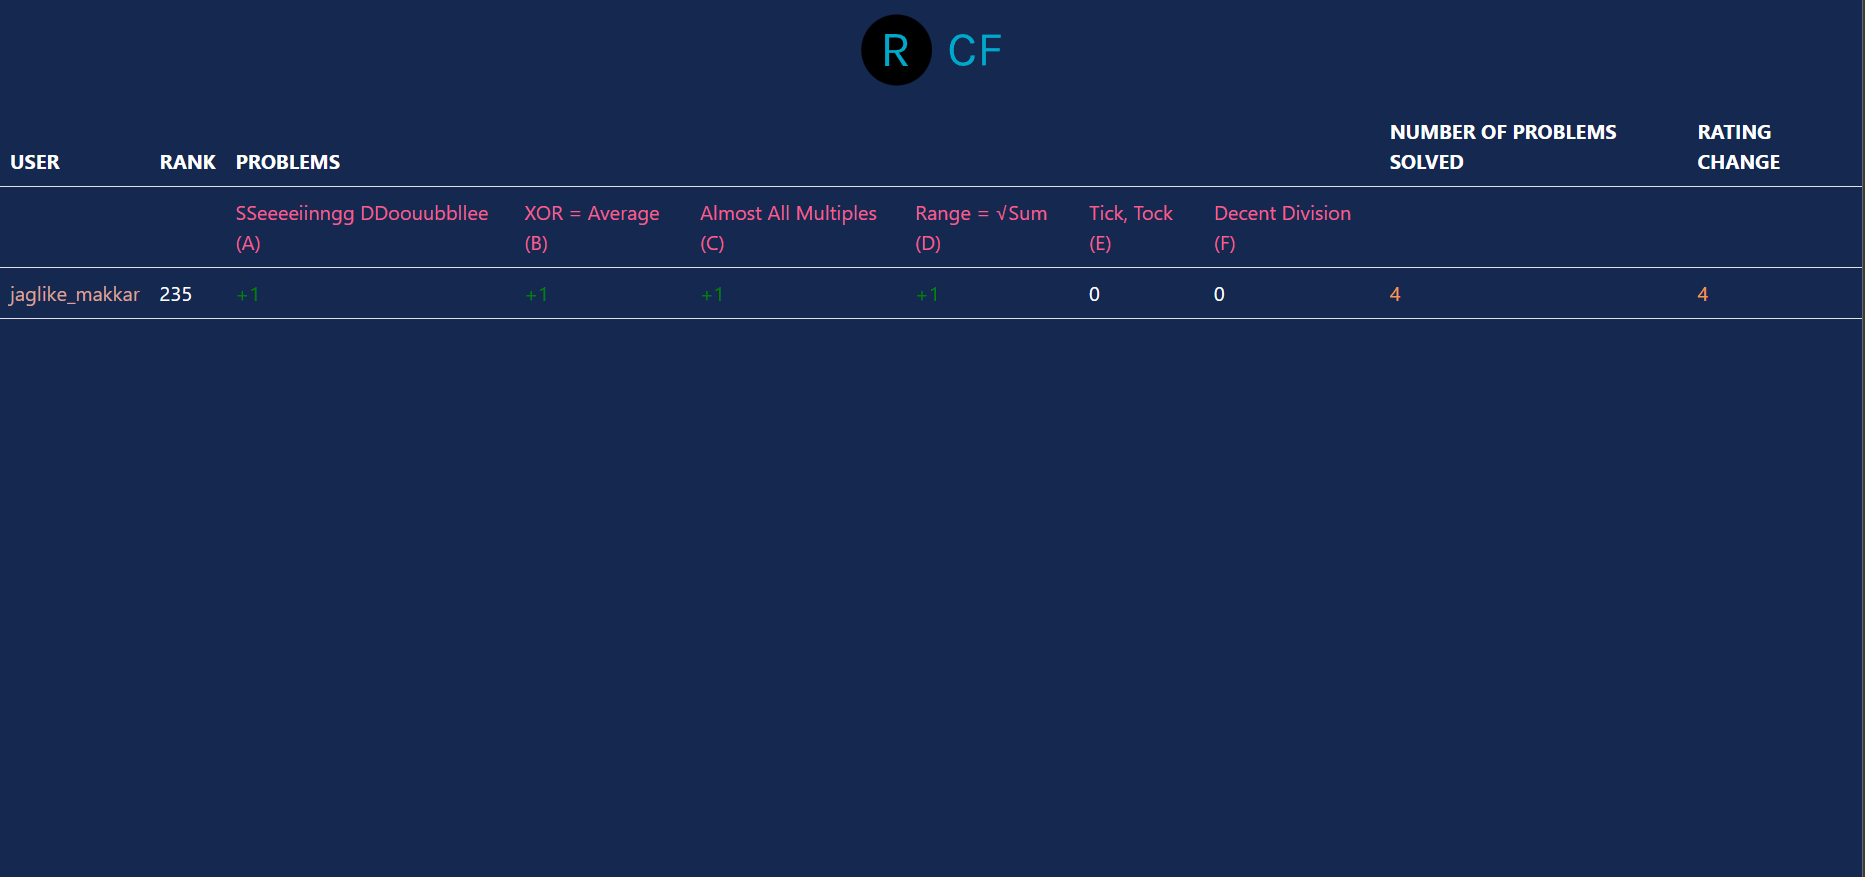 R CF
NUMBER OF PROBLEMS RATING
USER RANK PROBLEMS SOLVED CHANGE
SSeeeeiinngg DDoouubbllee XOR = Average Almost All Multiples Range = √Sum Tick, Tock Decent Division
(A) (B) (C) (D) (E) (F)
jaglike_makkar 235 +1 +1 +1 +1 0 0 4 4